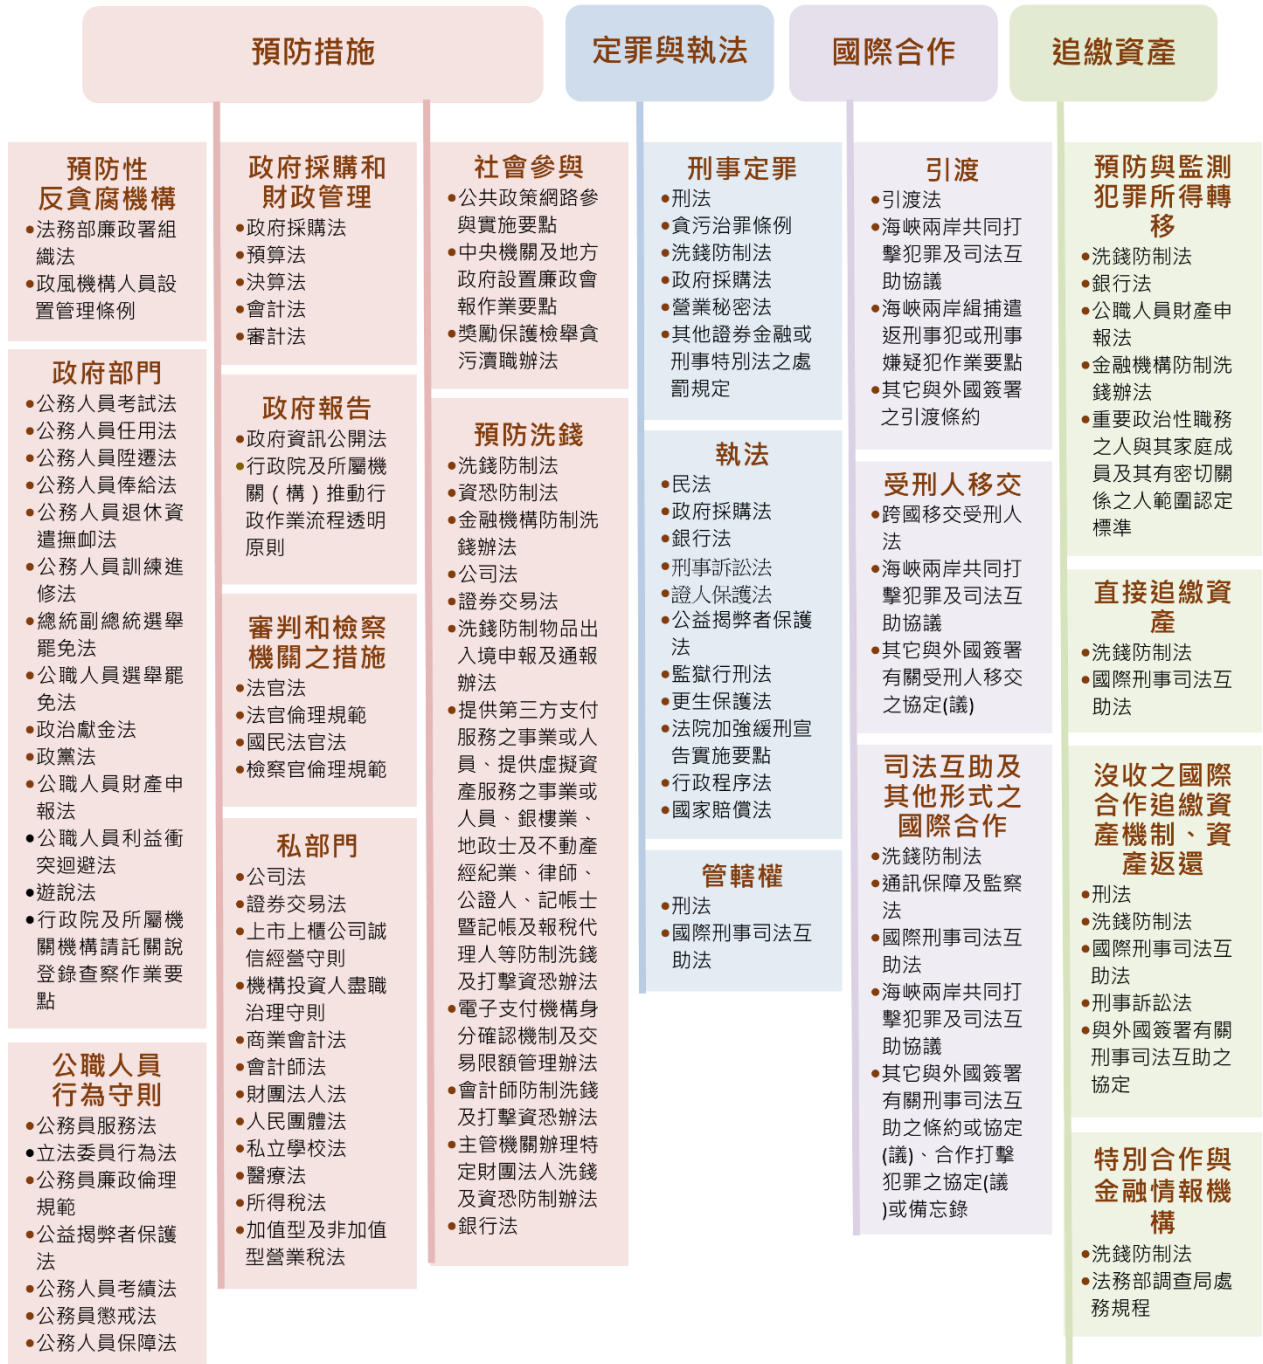 預防措施
預防性
反貪腐機構
●法務部廉政署組
織法
●政風機構人員設
置管理條例
政府部門
●公務人員考試法
●公務人員任用法
●公務人員陞遷法
●公務人員俸給法
●公務人員退休資
遣撫卹法
●公務人員訓練進
修法
●總統副總統選舉
罷免法
●公職人員選舉罷
免法
●政治獻金法
●政黨法
●公職人員財產申
報法
●公職人員利益衝
突迴避法
●遊說法
●行政院及所屬機
關機構請託關說
登錄查察作業要
點
公職人員
行為守則
●公務員服務法
●立法委員行為法
●公務員廉政倫理
規範
●公益揭弊者保護
法
●公務人員考績法
●公務員懲戒法
●公務人員保障法
政府採購和
財政管理
●政府採購法
●預算法
●決算法
●會計法
●審計法
政府報告
●政府資訊公開法
●行政院及所屬機
關（構）推動行
政作業流程透明
原則
審判和檢察
機關之措施
●法官法
●法官倫理規範
●國民法官法
●檢察官倫理規範
私部門
●公司法
●證券交易法
●上市上櫃公司誠
信經營守則
●機構投資人盡職
治理守則
●商業會計法
●會計師法
●財團法人法
●人民團體法
●私立學校法
●醫療法
●所得稅法
●加值型及非加值
型營業稅法
社會參與
●公共政策網路參
與實施要點
●中央機關及地方
政府設置廉政會
報作業要點
●獎勵保護檢舉貪
污瀆職辦法
預防洗錢
●洗錢防制法
●資恐防制法
●金融機構防制洗
錢辦法
●公司法
●證券交易法
●洗錢防制物品出
入境申報及通報
辦法
●提供第三方支付
服務之事業或人
員、提供虛擬資
產服務之事業或
人員、銀樓業、
地政士及不動產
經紀業、律師、
公證人、記帳士
暨記帳及報稅代
理人等防制洗錢
及打擊資恐辦法
●電子支付機構身
分確認機制及交
易限額管理辦法
●會計師防制洗錢
及打擊資恐辦法
●主管機關辦理特
定財團法人洗錢
及資恐防制辦法
●銀行法
定罪與執法
刑事定罪
●刑法
●貪污治罪條例
●洗錢防制法
●政府採購法
●營業秘密法
●其他證券金融或
刑事特別法之處
罰規定
執法
●民法
●政府採購法
●銀行法
●刑事訴訟法
●證人保護法
●公益揭弊者保護
法
●監獄行刑法
●更生保護法
●法院加強緩刑宣
告實施要點
●行政程序法
●國家賠償法
管轄權
●刑法
●國際刑事司法互
助法
國際合作
引渡
●引渡法
●海峽兩岸共同打
擊犯罪及司法互
助協議
●海峽兩岸緝捕遣
返刑事犯或刑事
嫌疑犯作業要點
●其它與外國簽署
之引渡條約
受刑人移交
●跨國移交受刑人
法
●海峽兩岸共同打
擊犯罪及司法互
助協議
●其它與外國簽署
有關受刑人移交
之協定(議)
司法互助及
其他形式之
國際合作
●洗錢防制法
●通訊保障及監察
法
●國際刑事司法互
助法
●海峽兩岸共同打
擊犯罪及司法互
助協議
●其它與外國簽署
有關刑事司法互
助之條約或協定
(議)、合作打擊
犯罪之協定(議
)或備忘錄
追繳資產
預防與監測
犯罪所得轉
移
●洗錢防制法
●銀行法
●公職人員財產申
報法
●金融機構防制洗
錢辦法
●重要政治性職務
之人與其家庭成
員及其有密切關
係之人範圍認定
標準
直接追繳資
產
●洗錢防制法
●國際刑事司法互
助法
沒收之國際
合作追繳資
產機制、資
產返還
●刑法
●洗錢防制法
●國際刑事司法互
助法
●刑事訴訟法
●與外國簽署有關
刑事司法互助之
協定
特別合作與
金融情報機
構
●洗錢防制法
●法務部調查局處
務規程